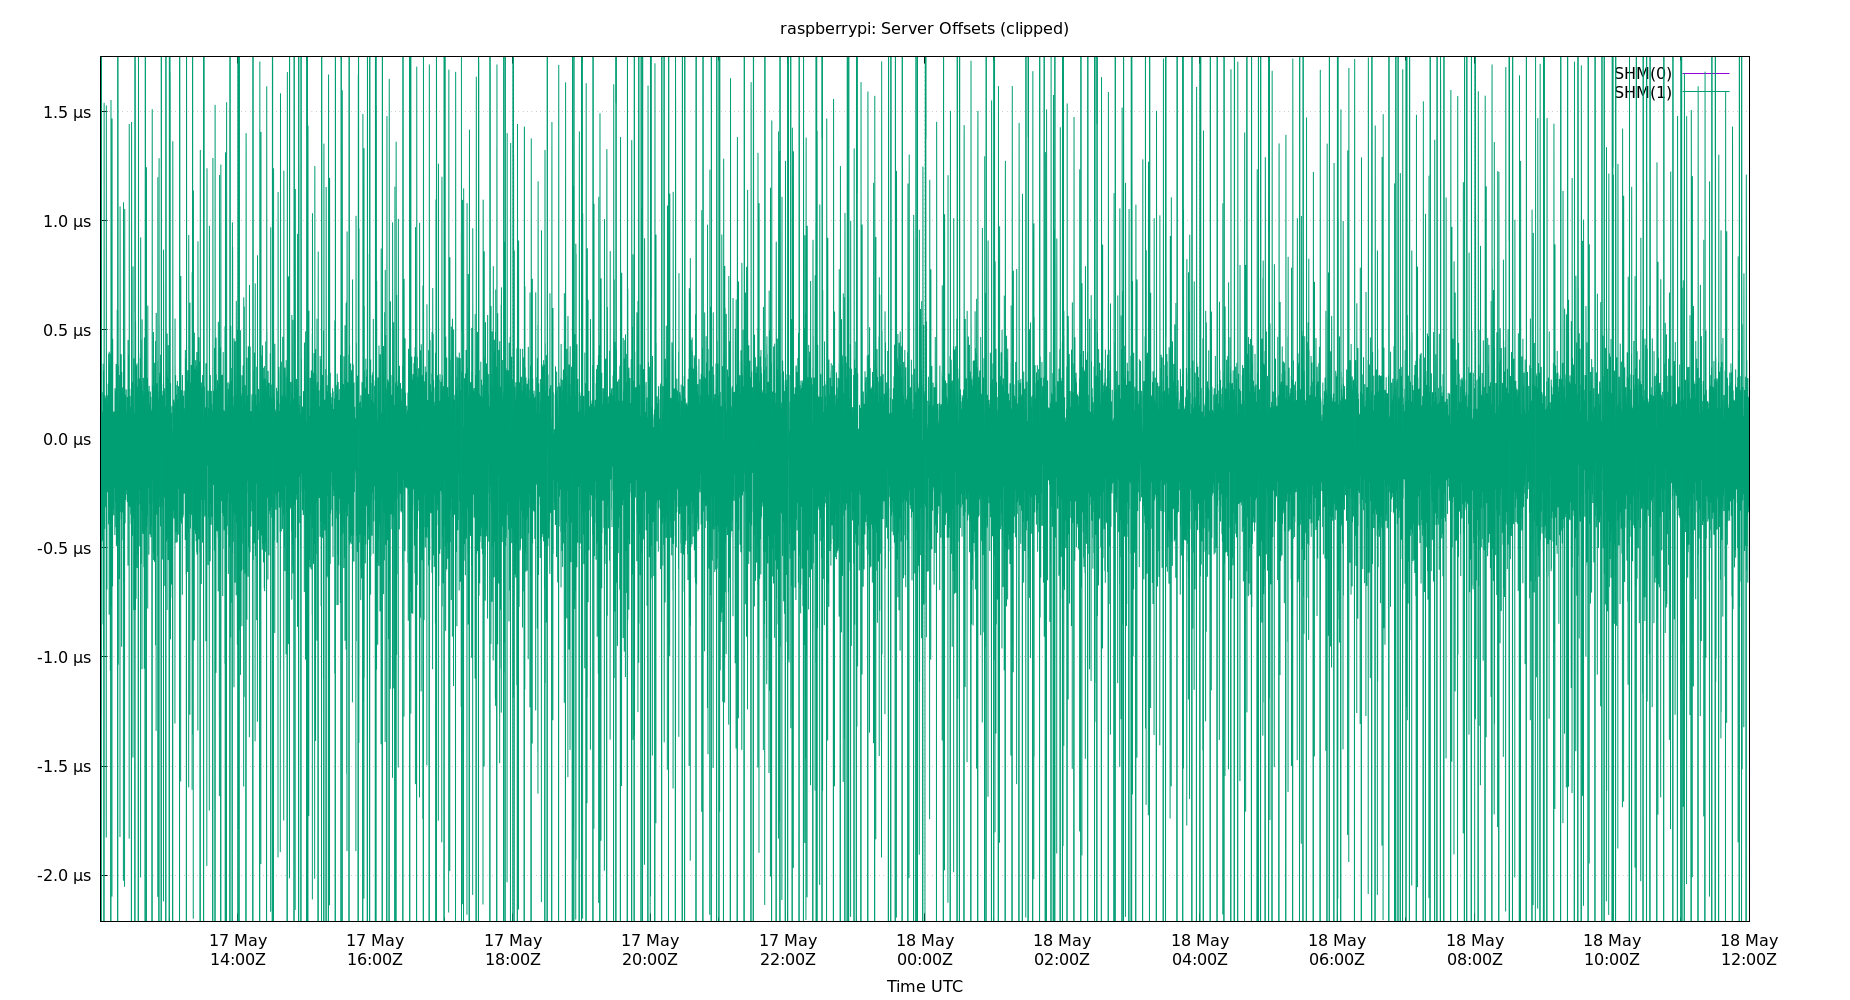 raspberrypi: Server Offsets (clipped)
SHM(0)
SHM(1)
1.5 µs
1.0 µs
0.5 µs
0.0 µs
-0.5 µs
-1.0 µs
-1.5 µs
-2.0 µs
17 May 17 May 17 May 17 May 17 May 18 May 18 May 18 May 18 May 18 May 18 May 18 May
14:00Z 16:00Z 18:00Z 20:00Z 22:00Z 00:00Z 02:00Z 04:00Z 06:00Z 08:00Z 10:00Z 12:00Z
Time UTC